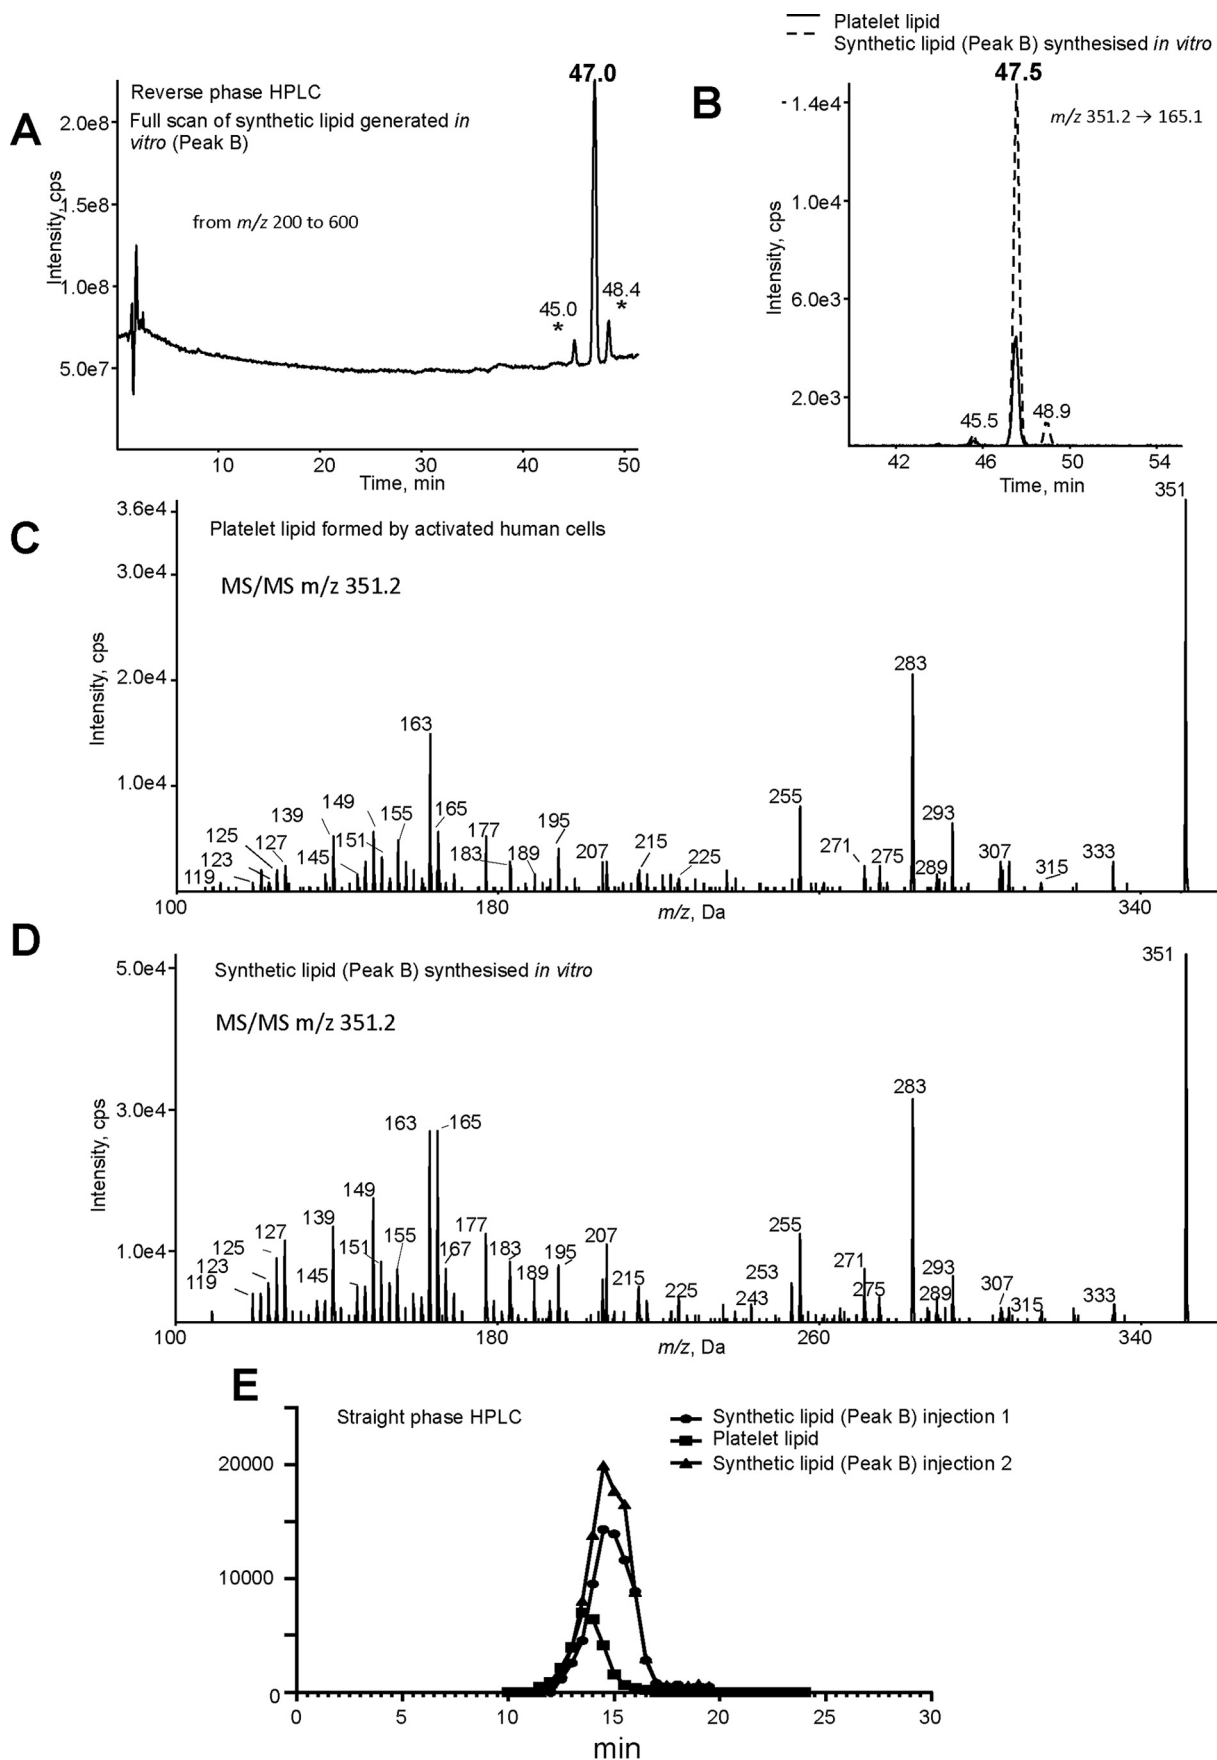 Platelet lipid
Synthetic lipid (Peak B) synthesised in vitro
A
Reverse phase HPLC
Full scan of synthetic lipid generated in
vitro (Peak B)
from m/z 200 to 600
47.0
45.0
*
48.4
*
2.0e8
1.5e8
1.0e8
5.0e7
Intensity, cps
10
20
30
40
50
Time, min
B
47.5
m/z 351.2 → 165.1
1.4e4
1.0e4
6.0e3
2.0e3
Intensity, cps
45.5
48.9
42
46
50
54
Time, min
C
Platelet lipid formed by activated human cells
MS/MS m/z 351.2
3.6e4
3.0e4
2.0e4
1.0e4
Intensity, cps
119
123
125
127
139
145
149
151
155
163
165
177
183
189
195
207
215
225
255
271
275
283
289
293
307
315
333
351
100
180
340
m/z, Da
D
Synthetic lipid (Peak B) synthesised in vitro
MS/MS m/z 351.2
5.0e4
3.0e4
1.0e4
Intensity, cps
119
123
125
127
139
145
149
151
155
163
165
167
177
183
189
195
207
215
225
243
253
255
271
275
283
289
293
307
315
333
351
100
180
260
340
m/z, Da
E
Straight phase HPLC
Synthetic lipid (Peak B) injection 1
Platelet lipid
Synthetic lipid (Peak B) injection 2
20000
10000
0
0
5
10
15
20
25
30
min